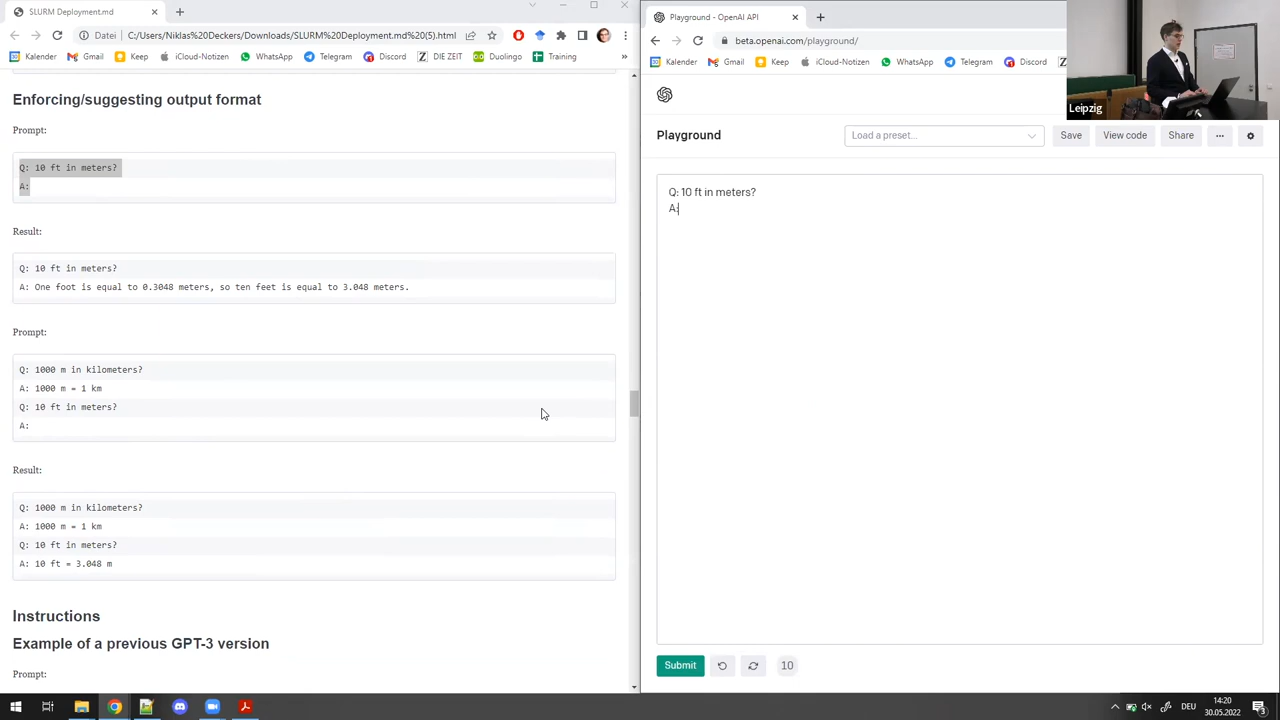 SLURM Deployment.md
Playground - OpenAI API
C:/Users/Niklas%20Deckers/Downloads/SLURM%20Deployment.md%20(5).html
Datei
beta.openai.com/playground/
Kalender
Gmail
Keep
iCloud-Notizen
WhatsApp
Telegram
Discord
DIE ZEIT
Duolingo
Training
Kalender
Gmail
Keep
iCloud-Notizen
WhatsApp
Telegram
Discord
Leipzig
Enforcing/suggesting output format
Prompt:
Q: 10 ft in meters?
A:
Result:
Q: 10 ft in meters?
A: One foot is equal to 0.3048 meters, so ten feet is equal to 3.048 meters.
Prompt:
Q: 1000 m in kilometers?
A: 1000 m = 1 km
Q: 10 ft in meters?
A:
Result:
Q: 1000 m in kilometers?
A: 1000 m = 1 km
Q: 10 ft in meters?
A: 10 ft = 3.048 m
Instructions
Example of a previous GPT-3 version
Prompt:
Playground
Load a preset...
Save
View code
Share
Q: 10 ft in meters?
A:
Submit
10
DEU
14:20
30.05.2022
3